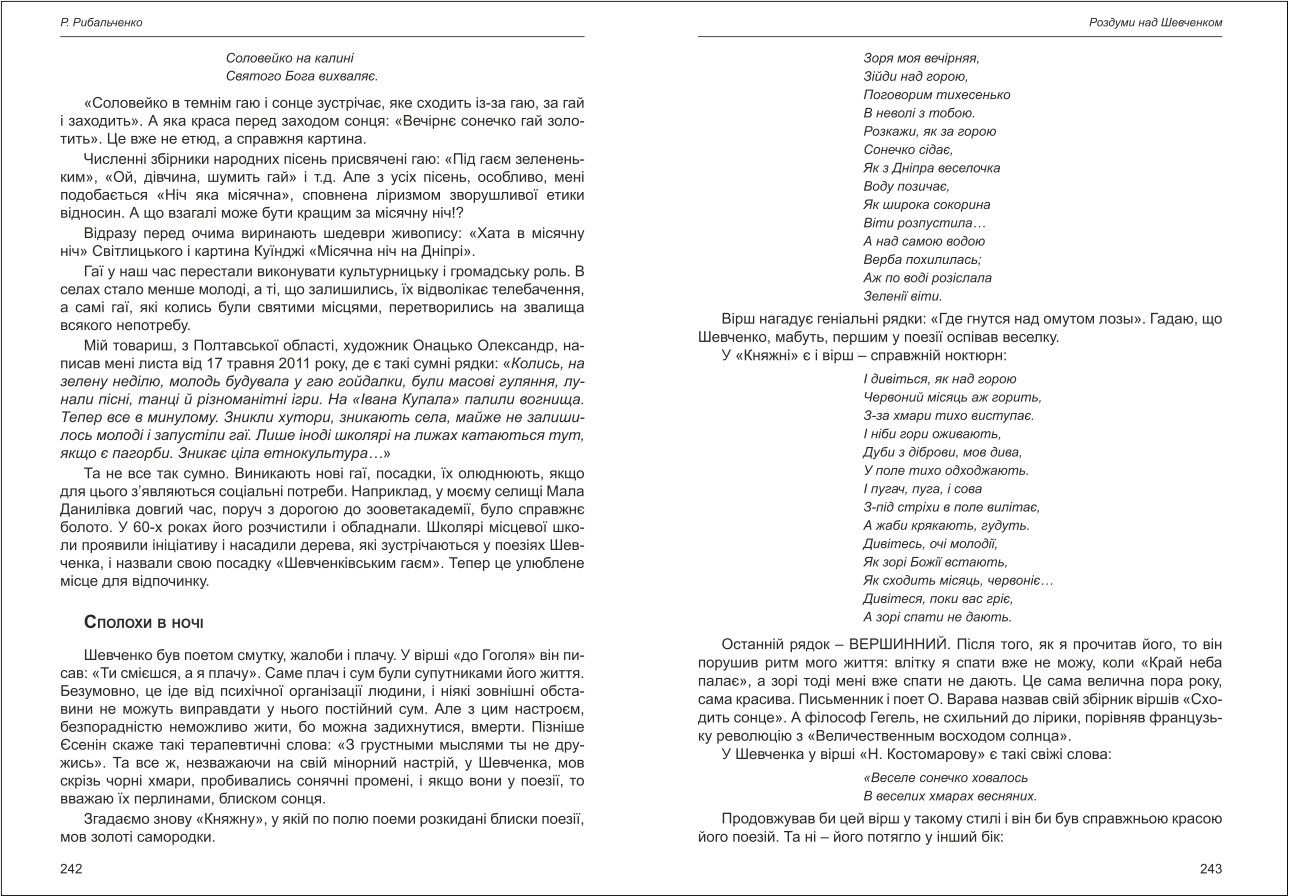 Р. Рибальченко
Соловейко на калині
Святого Бога вихваляє.
«Соловейко в темнім гаю і сонце зустрічає, яке сходить із-за гаю, за гай
і заходить». А яка краса перед заходом сонця: «Вечірнє сонечко гай золо-
тить». Це вже не етюд, а справжня картина.
Численні збірники народних пісень присвячені гаю: «Під гаєм зелененьь-
ким», «Ой, дівчина, шумить гай» і т.д. Але з усіх пісень, особливо, мені
подобається «Ніч яка місячна», сповнена ліризмом зворушливої етики
відносин. А що взагалі може бути кращим за місячну ніч!?
Відразу перед очима виринають шедеври живопису: «Хата в місячну
ніч» Світлицького і картина Куїнджі «Місячна ніч на Дніпрі».
Гаї у наш час перестали виконувати культурницьку і громадську роль. В
селах стало менше молоді, а ті, що залишились, їх відволікає телебачення,
а самі гаї, які колись були святими місцями, перетворились на звалища
всякого непотребу.
Мій товариш, з Полтавської області, художник Онацько Олександр, на-
писав мені листа від 17 травня 2011 року, де є такі сумні рядки: «Колись, на
зелену неділю, молодь будувала у гаю гойдалки, були масові гуляння, лу-
нали пісні, танці й різноманітні ігри. На «Івана Купала» палили вогнища.
Тепер все в минулому. Зникли хутори, зникають села, майже не залиши-
лось молоді і запустіли гаї. Лише іноді школярі на лижах катаються тут,
якщо є пагорби. Зникає ціла етнокультура…»
Та не все так сумно. Виникають нові гаї, посадки, їх олюднюють, якщо
для цього з’являються соціальні потреби. Наприклад, у моєму селищі Мала
Данилівка довгий час, поруч з дорогою до зооветакадемії, було справжнє
болото. У 60-х роках його розчистили і обладнали. Школярі місцевої шко-
ли проявили ініціативу і насадили дерева, які зустрічаються у поезіях Шев-
ченка, і назвали свою посадку «Шевченківським гаєм». Тепер це улюблене
місце для відпочинку.
Сполохи в ночі
Шевченко був поетом смутку, жалоби і плачу. У вірші «до Гоголя» він пи-
сав: «Ти смієшся, а я плачу». Саме плач і сум були супутниками його життя.
Безумовно, це іде від психічної організації людини, і ніякі зовнішні обста-
вини не можуть виправдати у нього постійний сум. Але з цим настроєм,
безпорадністю неможливо жити, бо можна задихнутися, вмерти. Пізніше
Єсенін скаже такі терапевтичні слова: «З грустными мыслями ты не дру-
жись». Та все ж, незважаючи на свій мінорний настрій, у Шевченка, мов
скрізь чорні хмари, пробивались сонячні промені, і якщо вони у поезії, то
вважаю їх перлинами, блиском сонця.
Згадаємо знову «Княжну», у якій по полю поеми розкидані блиски поезії,
мов золоті самородки.
242
Роздуми над Шевченком
Зоря моя вечірняя,
Зійди над горою,
Поговорим тихесенько
В неволі з тобою.
Розкажи, як за горою
Сонечко сідає,
Як з Дніпра веселочка
Воду позичає,
Як широка сокорина
Віти розпустила…
А над самою водою
Верба похилилась;
Аж по воді розіслала
Зеленії віти.
Вірш нагадує геніальні рядки: «Где гнутся над омутом лозы». Гадаю, що
Шевченко, мабуть, першим у поезії оспівав веселку.
У «Княжні» є і вірш – справжній ноктюрн:
І дивіться, як над горою
Червоний місяць аж горить,
З-за хмари тихо виступає.
І ніби гори оживають,
Дуби з діброви, мов дива,
У поле тихо одходжають.
І пугач, пуга, і сова
З-під стріхи в поле вилітає,
А жаби крякають, гудуть.
Дивітесь, очі молодії,
Як зорі Божії встають,
Як сходить місяць, червоніє…
Дивітеся, поки вас гріє,
А зорі спати не дають.
Останній рядок – ВЕРШИННИЙ. Після того, як я прочитав його, то він
порушив ритм мого життя: влітку я спати вже не можу, коли «Край неба
палає», а зорі тоді мені вже спати не дають. Це сама велична пора року,
сама красива. Письменник і поет О. Варава назвав свій збірник віршів «Схо-
дить сонце». А філософ Гегель, не схильний до лірики, порівняв французь-
ку революцію з «Величественным восходом солнца».
У Шевченка у вірші «Н. Костомарову» є такі свіжі слова:
«Веселе сонечко ховалось
В веселих хмарах весняних.
Продовжував би цей вірш у такому стилі і він би був справжньою красою
його поезій. Та ні – його потягло у інший бік:
243